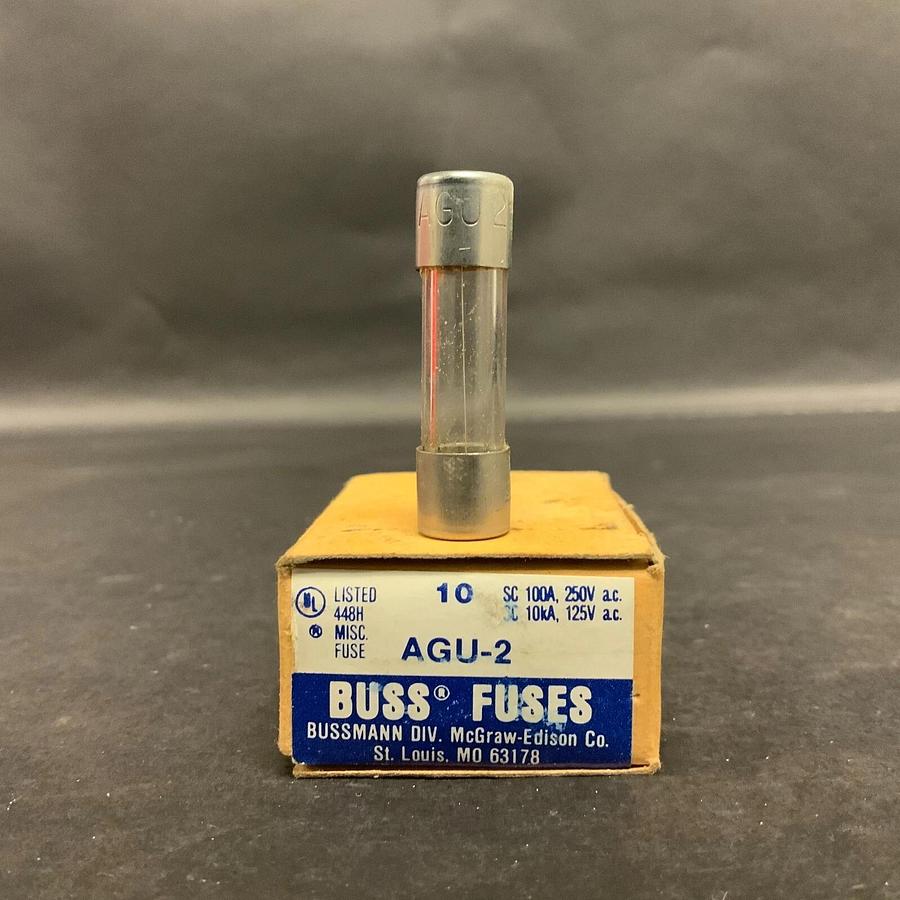 AGU 2
UL
LISTED
448H
® MISC.
FUSE
10
SC 100A, 250V a.c.
SC 10kA, 125V a.c.
AGU-2
BUSS® FUSES
BUSSMANN DIV. McGraw-Edison Co.
St. Louis, MO 63178